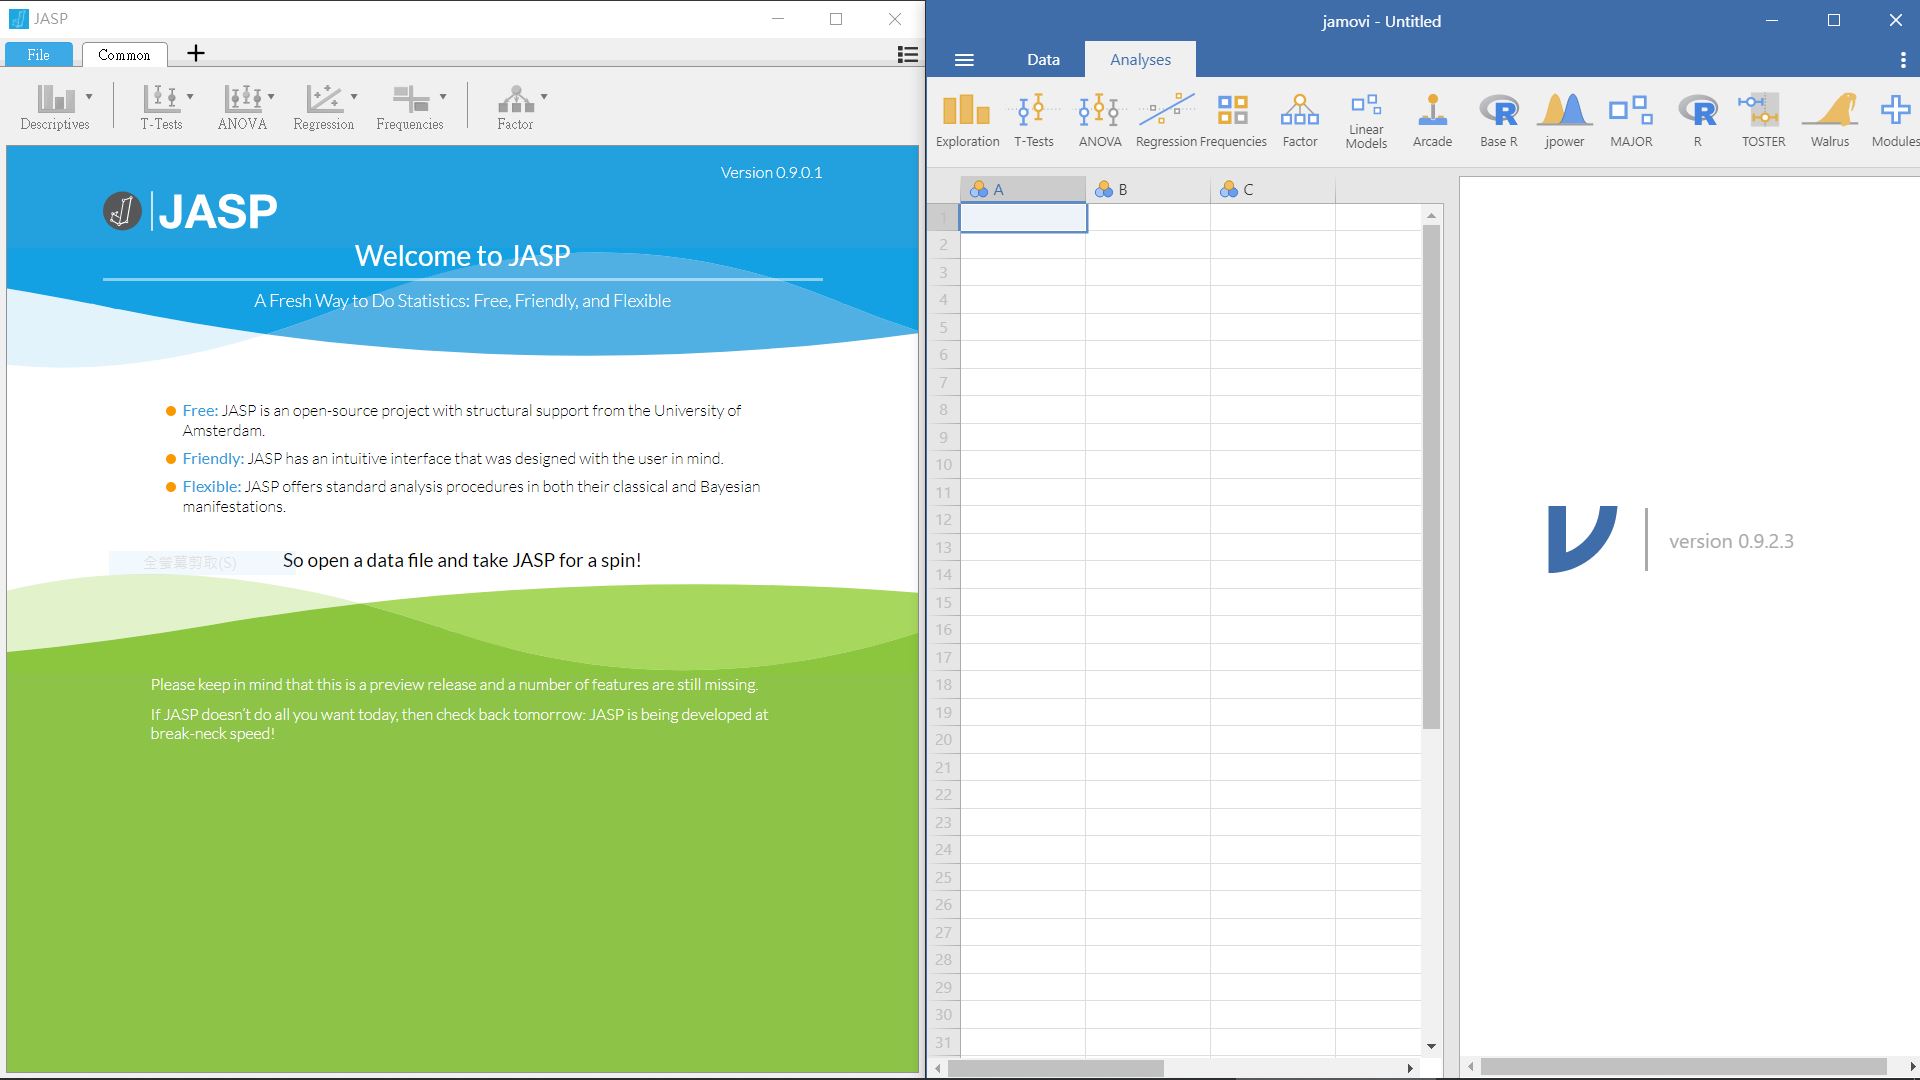 JASP
File
Common
Descriptives
T-Tests
ANOVA
Regression
Frequencies
Factor
Version 0.9.0.1
JASP
Welcome to JASP
A Fresh Way to Do Statistics: Free, Friendly, and Flexible
Free: JASP is an open-source project with structural support from the University of
Amsterdam.
Friendly: JASP has an intuitive interface that was designed with the user in mind.
Flexible: JASP offers standard analysis procedures in both their classical and Bayesian
manifestations.
全螢幕剪取(S)
So open a data file and take JASP for a spin!
Please keep in mind that this is a preview release and a number of features are still missing.
If JASP doesn't do all you want today, then check back tomorrow: JASP is being developed at
break-neck speed!
jamovi - Untitled
Data
Analyses
Exploration
T-Tests
ANOVA
Regression
Frequencies
Factor
Linear
Models
Arcade
Base R
jpower
MAJOR
R
TOSTER
Walrus
Modules
A
B
C
1
2
3
4
5
6
7
8
9
10
11
12
13
14
15
16
17
18
19
20
21
22
23
24
25
26
27
28
29
30
31
version 0.9.2.3